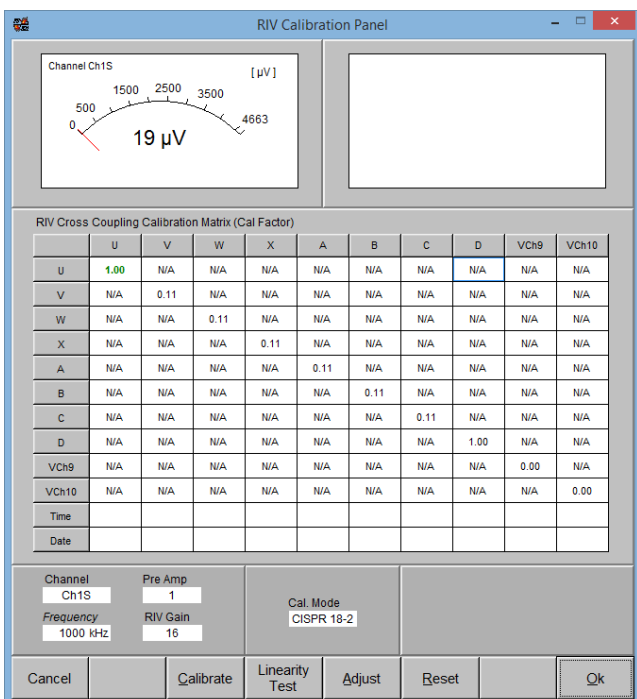 RIV Calibration Panel
Channel Ch1S
[ µV ]
0
500
1500
2500
3500
4663
19 µV
RIV Cross Coupling Calibration Matrix (Cal Factor)
U V W X A B C D VCh9 VCh10
U 1.00 N/A N/A N/A N/A N/A N/A N/A N/A N/A
V N/A 0.11 N/A N/A N/A N/A N/A N/A N/A N/A
W N/A N/A 0.11 N/A N/A N/A N/A N/A N/A N/A
X N/A N/A N/A 0.11 N/A N/A N/A N/A N/A N/A
A N/A N/A N/A N/A 0.11 N/A N/A N/A N/A N/A
B N/A N/A N/A N/A N/A 0.11 N/A N/A N/A N/A
C N/A N/A N/A N/A N/A N/A 0.11 N/A N/A N/A
D N/A N/A N/A N/A N/A N/A N/A 1.00 N/A N/A
VCh9 N/A N/A N/A N/A N/A N/A N/A N/A 0.00 N/A
VCh10 N/A N/A N/A N/A N/A N/A N/A N/A N/A 0.00
Time
Date
Channel
Ch1S
Pre Amp
1
Frequency
1000 kHz
RIV Gain
16
Cal. Mode
CISPR 18-2
Cancel
Calibrate
Linearity
Test
Adjust
Reset
Ok